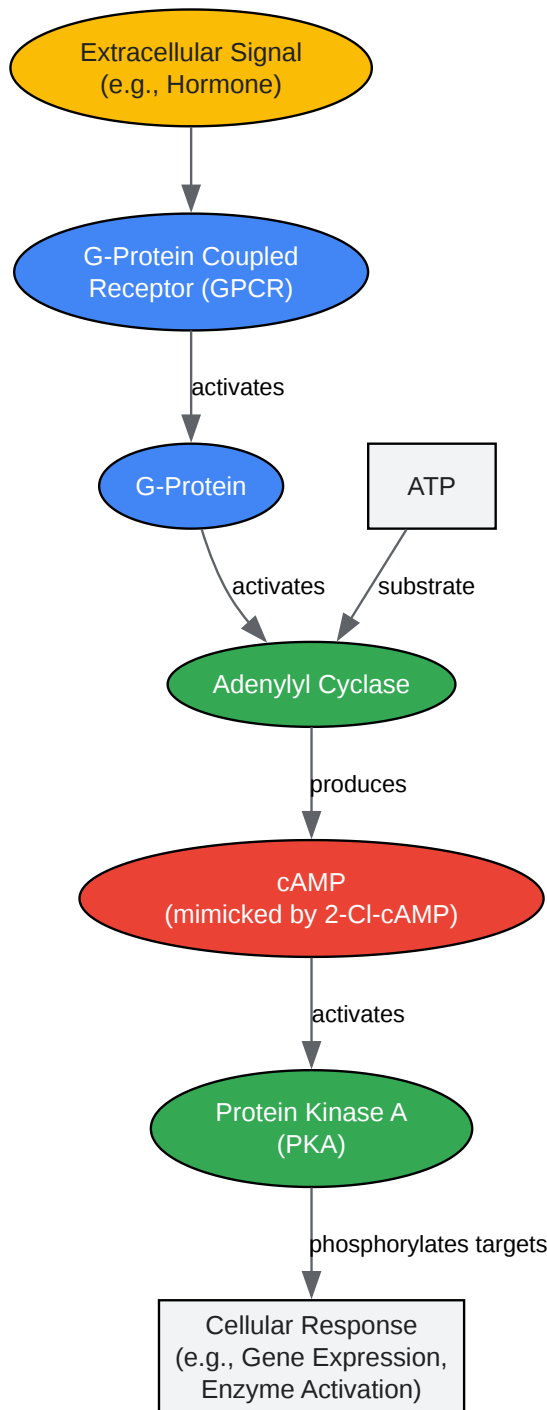 Extracellular Signal
(e.g., Hormone)
G-Protein Coupled
Receptor (GPCR)
activates
G-Protein
ATP
activates
substrate
Adenylyl Cyclase
produces
cAMP
(mimicked by 2-Cl-cAMP)
activates
Protein Kinase A
(PKA)
phosphorylates targets
Cellular Response
(e.g., Gene Expression,
Enzyme Activation)